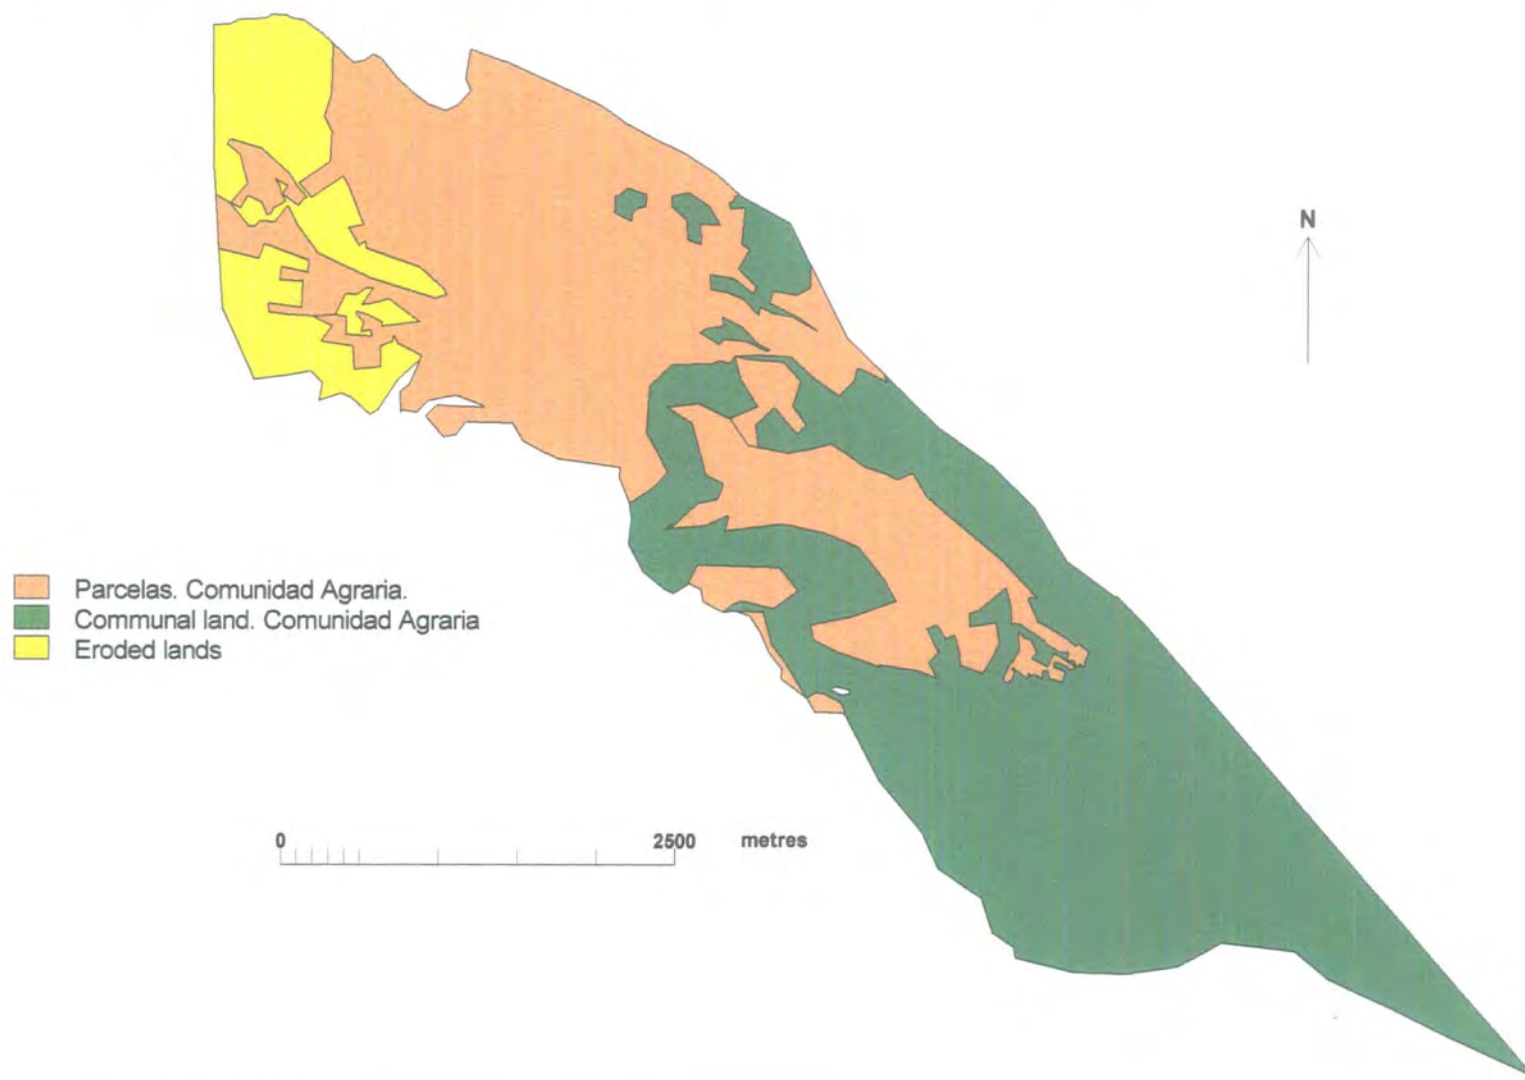 N
Parcelas. Comunidad Agraria.
Communal land. Comunidad Agraria
Eroded lands
0 2500 metres